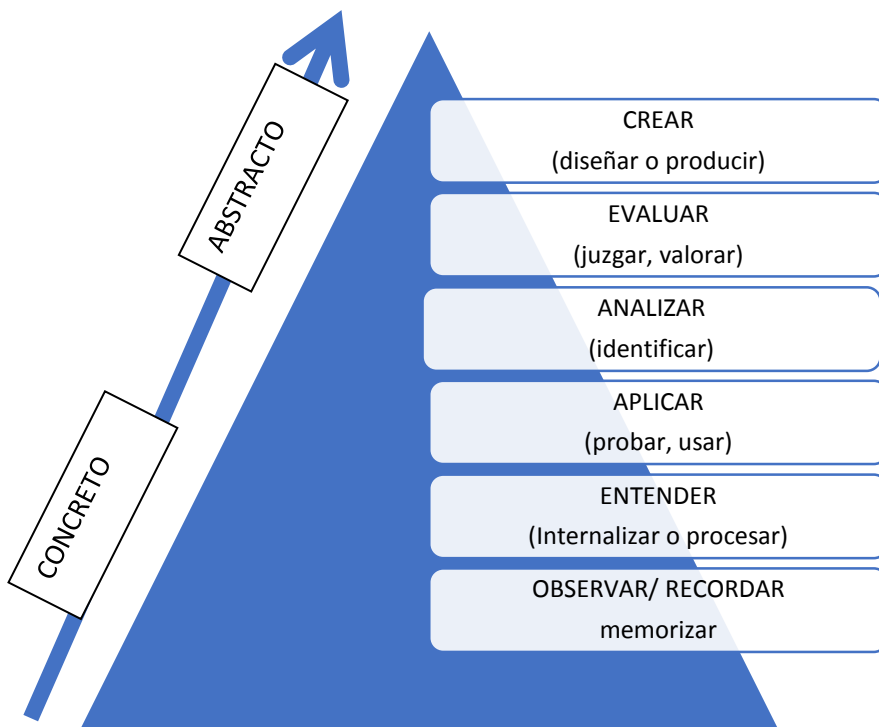 ABSTRACTO
CONCRETO
CREAR
(diseñar o producir)
EVALUAR
(juzgar, valorar)
ANALIZAR
(identificar)
APLICAR
(probar, usar)
ENTENDER
(Internalizar o procesar)
OBSERVAR/ RECORDAR
memorizar